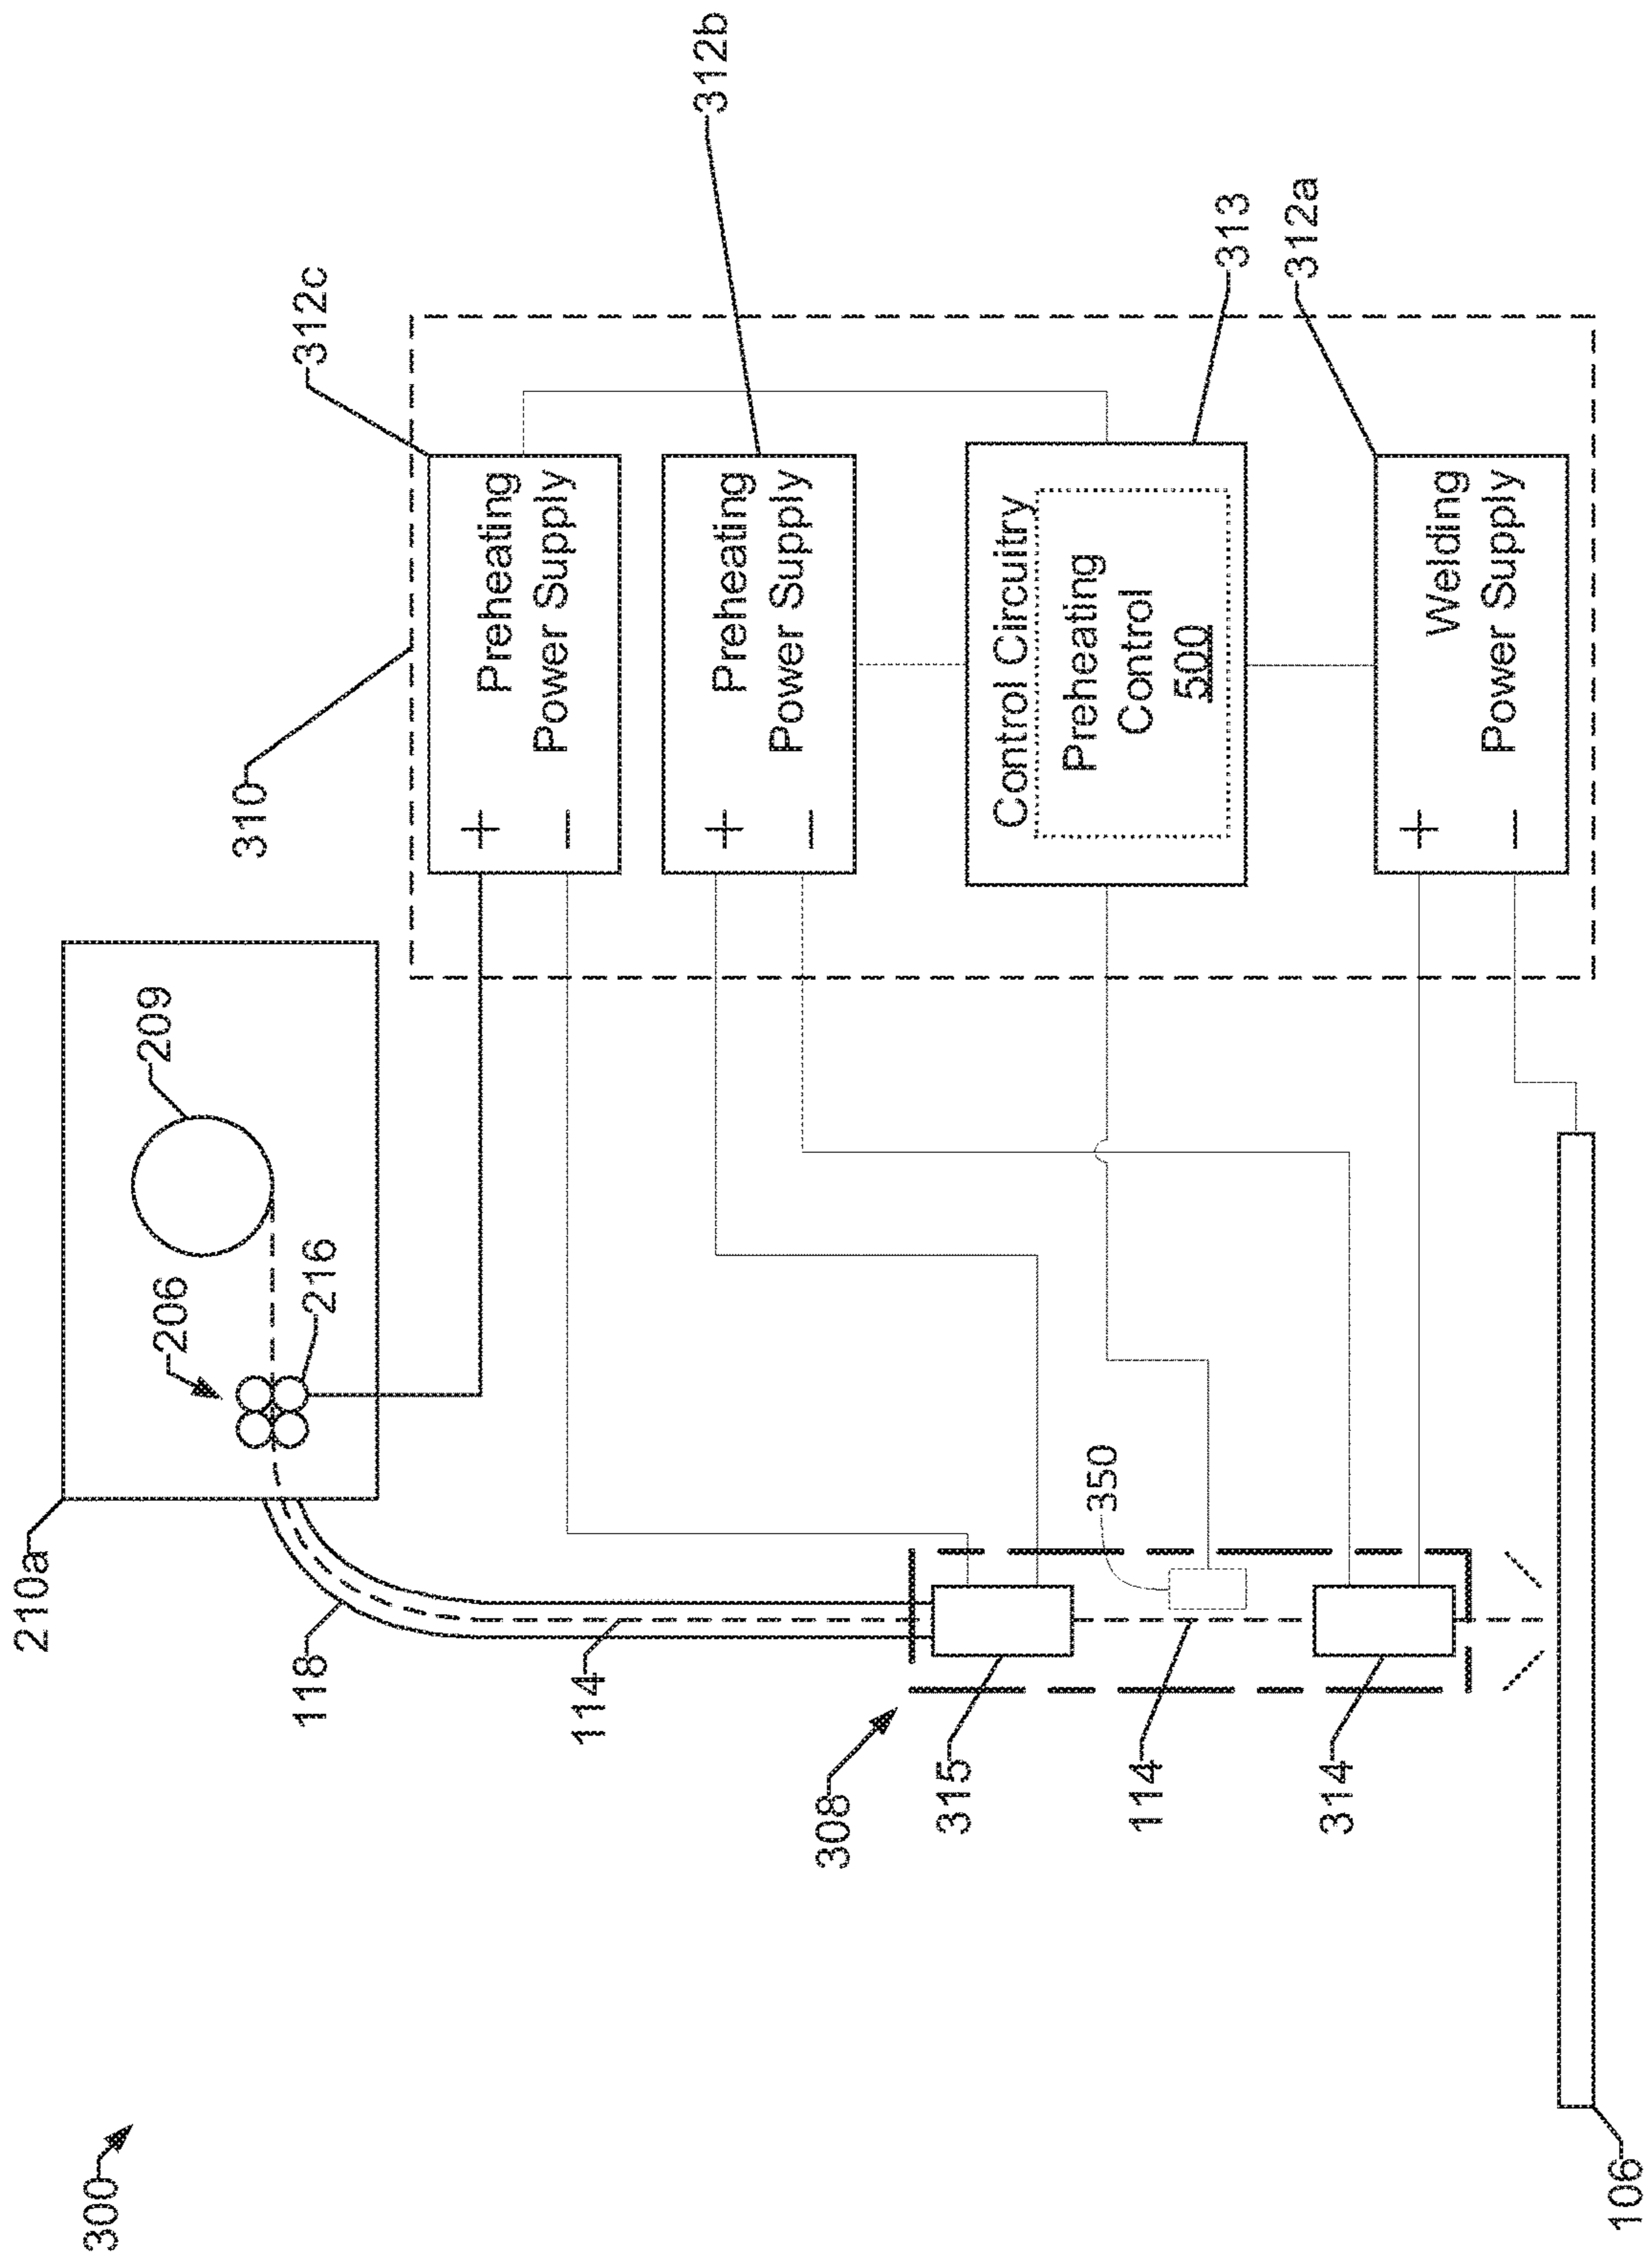 300
210a
206
209
216
118
114
310
312c
312b
+
Preheating
–
Power Supply
+
Preheating
–
Power Supply
308
315
350
114
Control Circuitry
Preheating
Control
500
313
314
+
Welding
–
Power Supply
312a
106